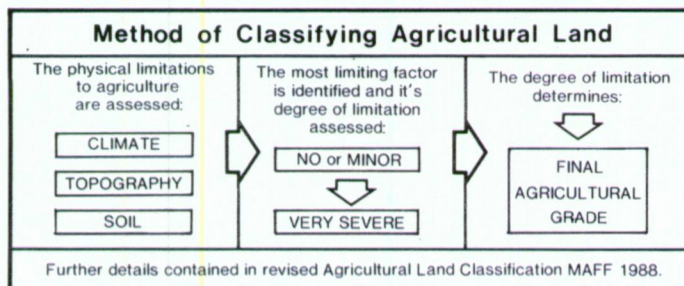 Method of Classifying Agricultural Land
The physical limitations
to agriculture
are assessed:
CLIMATE
TOPOGRAPHY
SOIL
The most limiting factor
is identified and it's
degree of limitation
assessed:
NO or MINOR
VERY SEVERE
The degree of limitation
determines:
FINAL
AGRICULTURAL
GRADE
Further details contained in revised Agricultural Land Classification MAFF 1988.